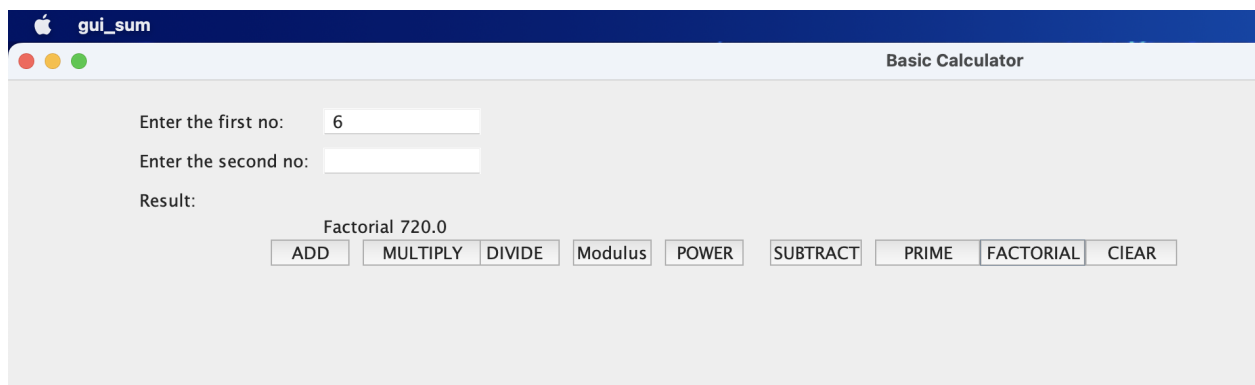 gui_sum
Basic Calculator
Enter the first no: 6
Enter the second no:
Result:
Factorial 720.0
ADD MULTIPLY DIVIDE Modulus POWER SUBTRACT PRIME FACTORIAL ClEAR